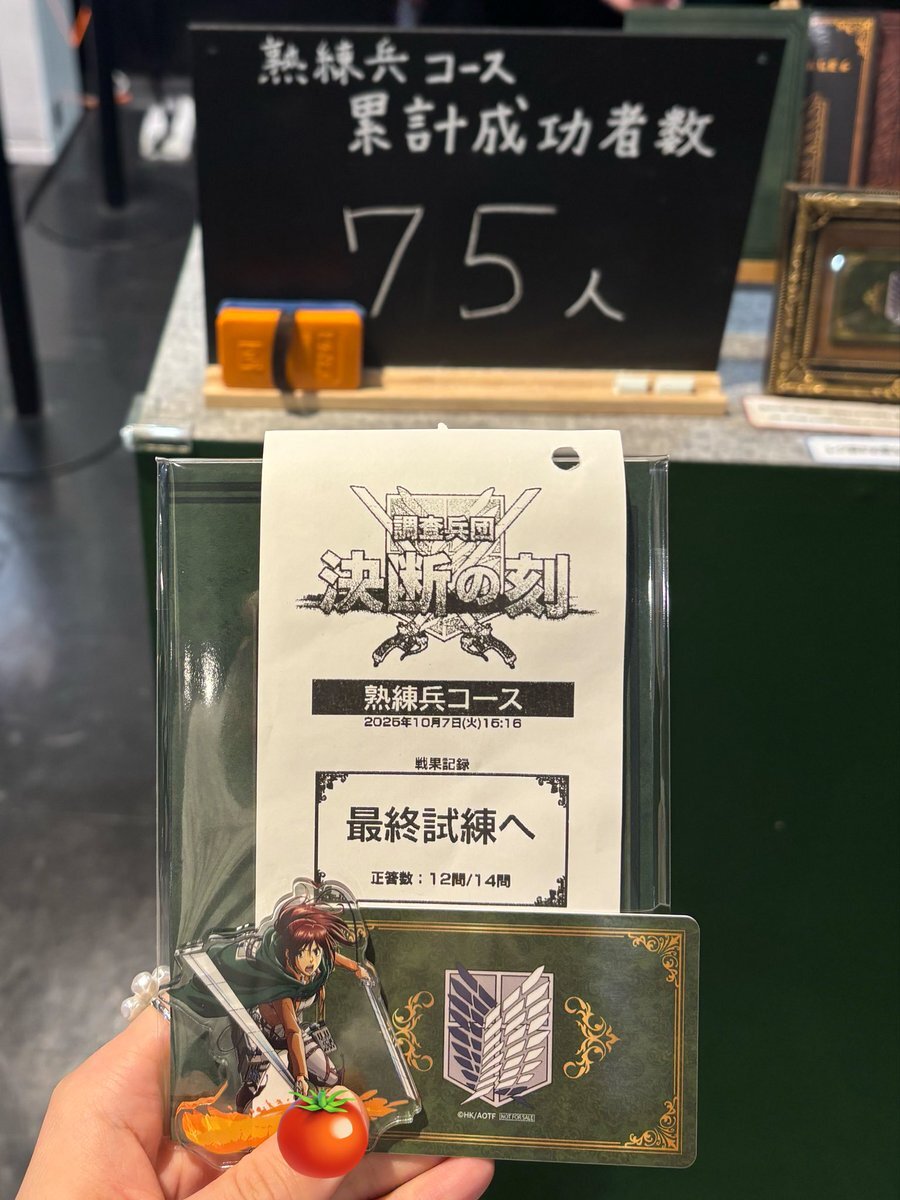 熟練兵コース
累計成功者数
75人
調査兵団
決断の刻
熟練兵コース
2025年10月7日(火)15:16
戦果記録
最終試練へ
正答数：12問/14問
©HK/AOTF NOT FOR SALE